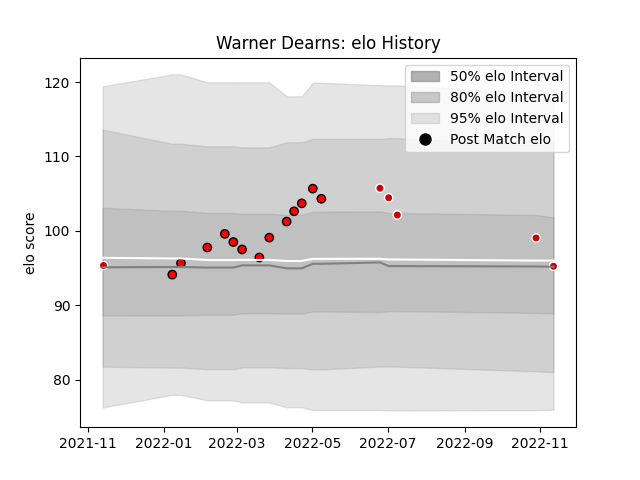 Warner Dearns: elo History
50% elo Interval
80% elo Interval
95% elo Interval
Post Match elo
elo score
120
110
100
90
80
2021-11
2022-01
2022-03
2022-05
2022-07
2022-09
2022-11